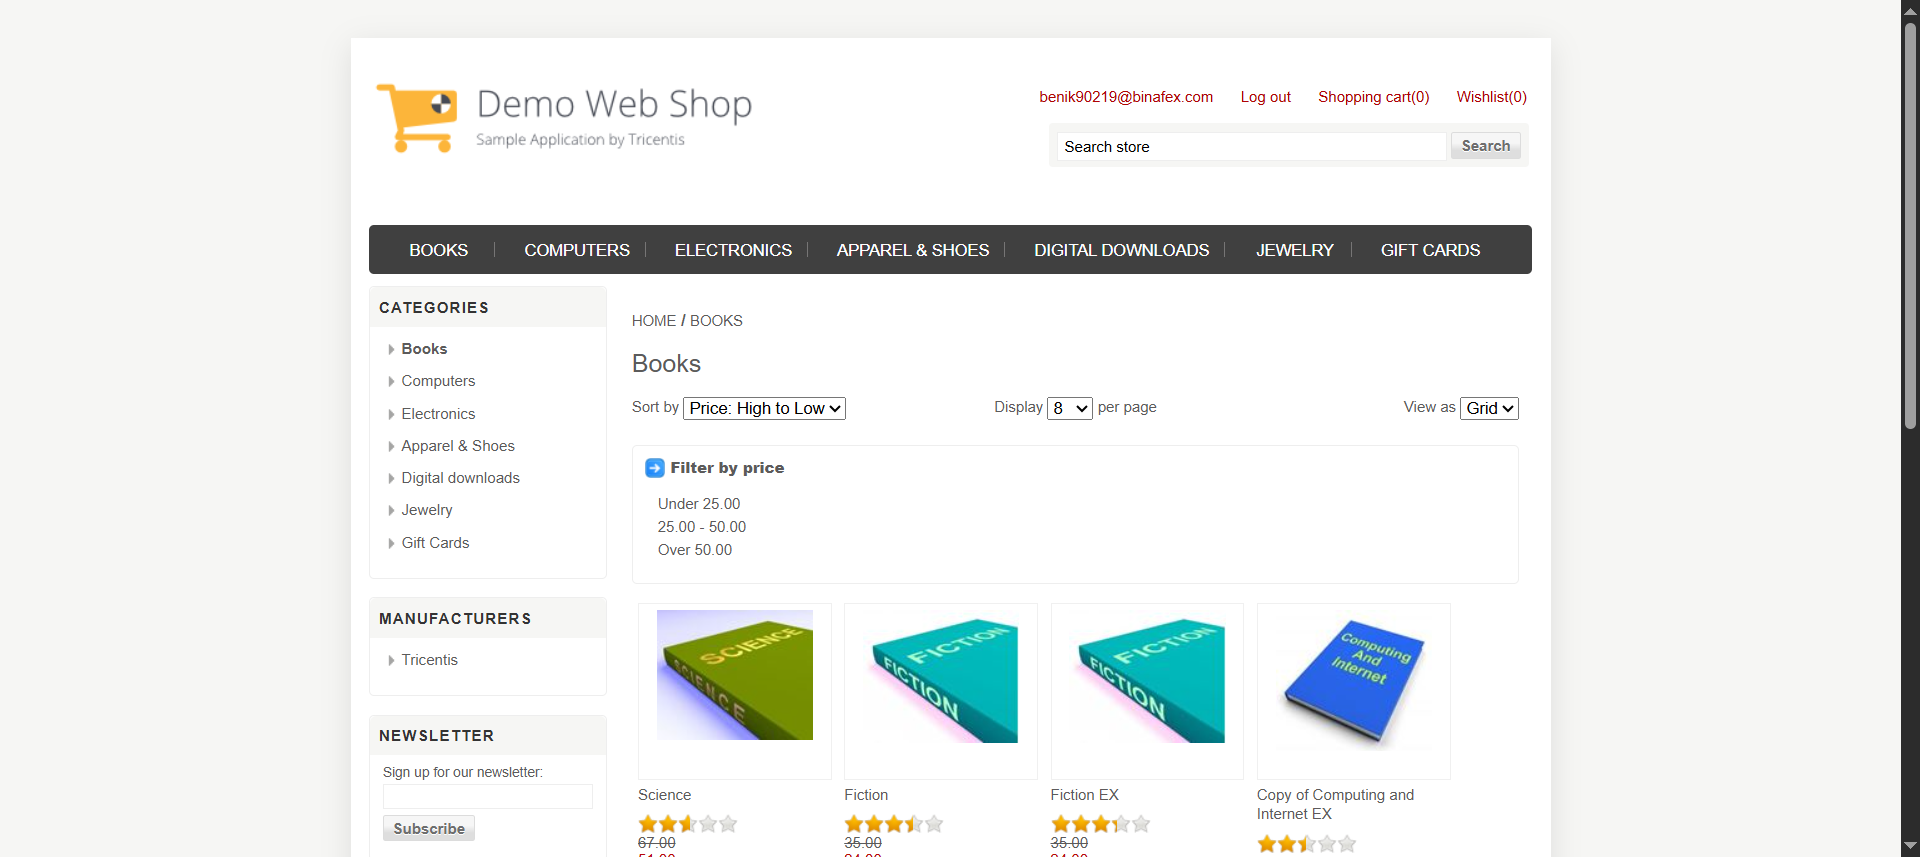 Demo Web Shop
Sample Application by Tricentis
benik90219@binafex.com Log out Shopping cart(0) Wishlist(0)
Search store Search
BOOKS COMPUTERS ELECTRONICS APPAREL & SHOES DIGITAL DOWNLOADS JEWELRY GIFT CARDS
CATEGORIES
Books
Computers
Electronics
Apparel & Shoes
Digital downloads
Jewelry
Gift Cards
MANUFACTURERS
Tricentis
NEWSLETTER
Sign up for our newsletter:
Subscribe
HOME / BOOKS
Books
Sort by Price: High to Low Display 8 per page View as Grid
Filter by price
Under 25.00
25.00 - 50.00
Over 50.00
SCIENCE
SCIENCE
FICTION
FICTION
FICTION
FICTION
Computing
And
Internet
Science
67.00
Fiction
35.00
Fiction EX
35.00
Copy of Computing and
Internet EX